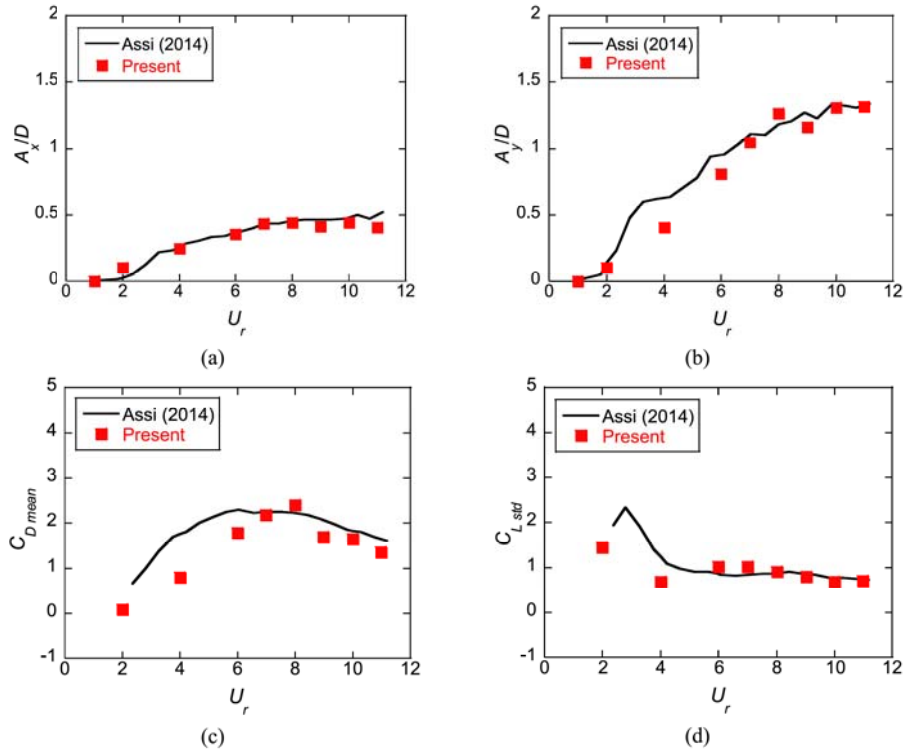 2
1.5
1
0.5
0
0 2 4 6 8 10 12
A_x/D
U_r
Assi (2014)
Present
(a)
2
1.5
1
0.5
0
0 2 4 6 8 10 12
A_y/D
U_r
Assi (2014)
Present
(b)
5
4
3
2
1
0
-1
0 2 4 6 8 10 12
C_D mean
U_r
Assi (2014)
Present
(c)
5
4
3
2
1
0
-1
0 2 4 6 8 10 12
C_L std
U_r
Assi (2014)
Present
(d)